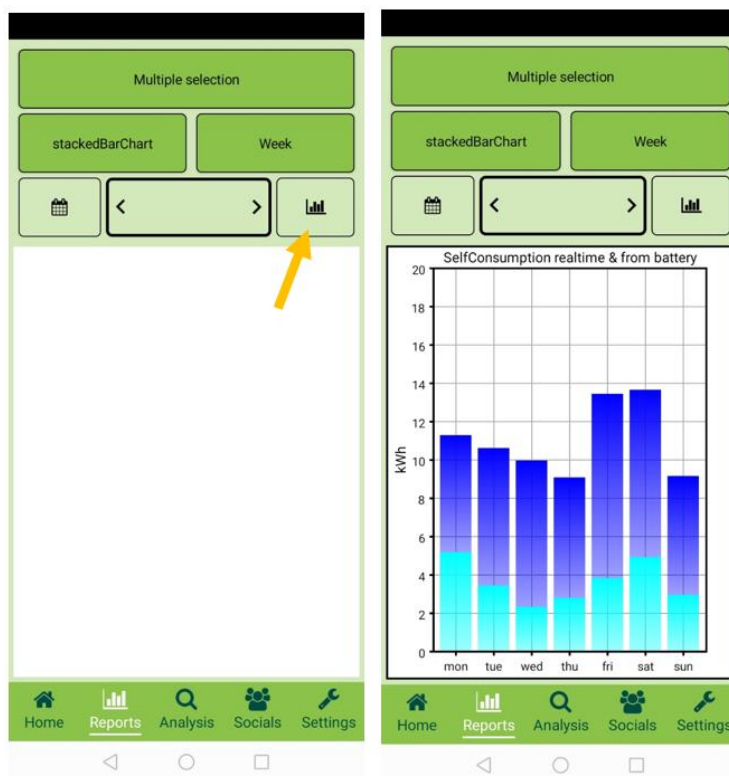 Multiple selection
stackedBarChart
Week
Home
Reports
Analysis
Socials
Settings
Multiple selection
stackedBarChart
Week
SelfConsumption realtime & from battery
20
18
16
14
12
10
8
6
4
2
0
kWh
mon tue wed thu fri sat sun
Home
Reports
Analysis
Socials
Settings